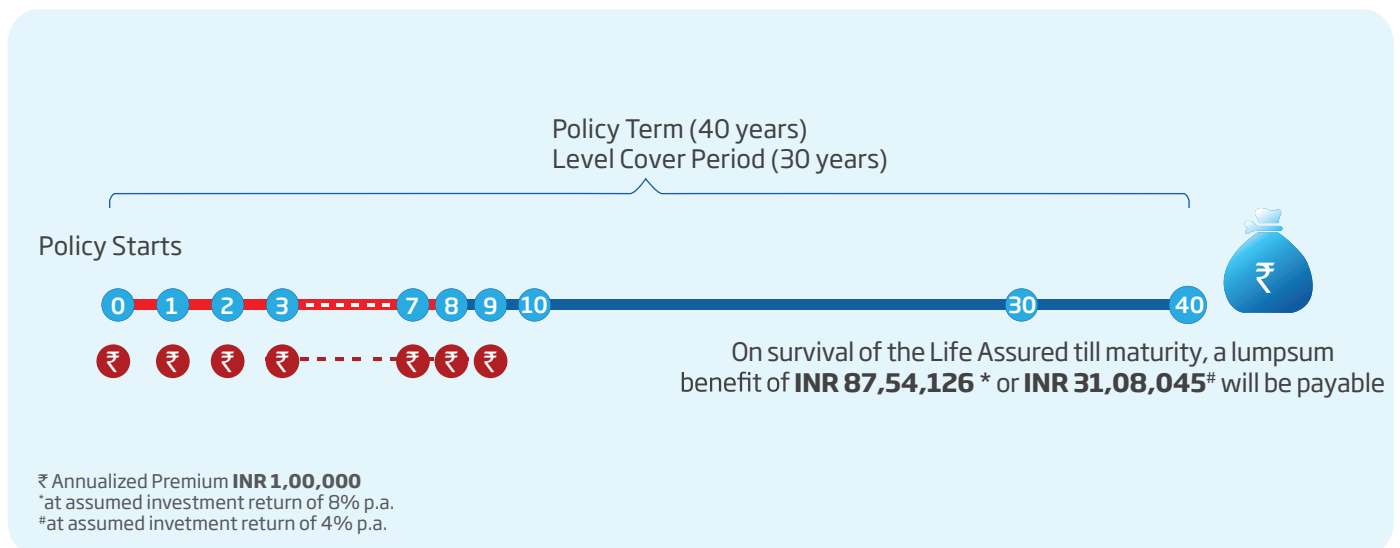 Policy Term (40 years)
Level Cover Period (30 years)
Policy Starts
₹
0 1 2 3 7 8 9 10 30 40
₹ ₹ ₹ ₹ ₹ ₹ ₹
On survival of the Life Assured till maturity, a lumpsum
benefit of INR 87,54,126 * or INR 31,08,045# will be payable
₹ Annualized Premium INR 1,00,000
*at assumed investment return of 8% p.a.
#at assumed invetment return of 4% p.a.